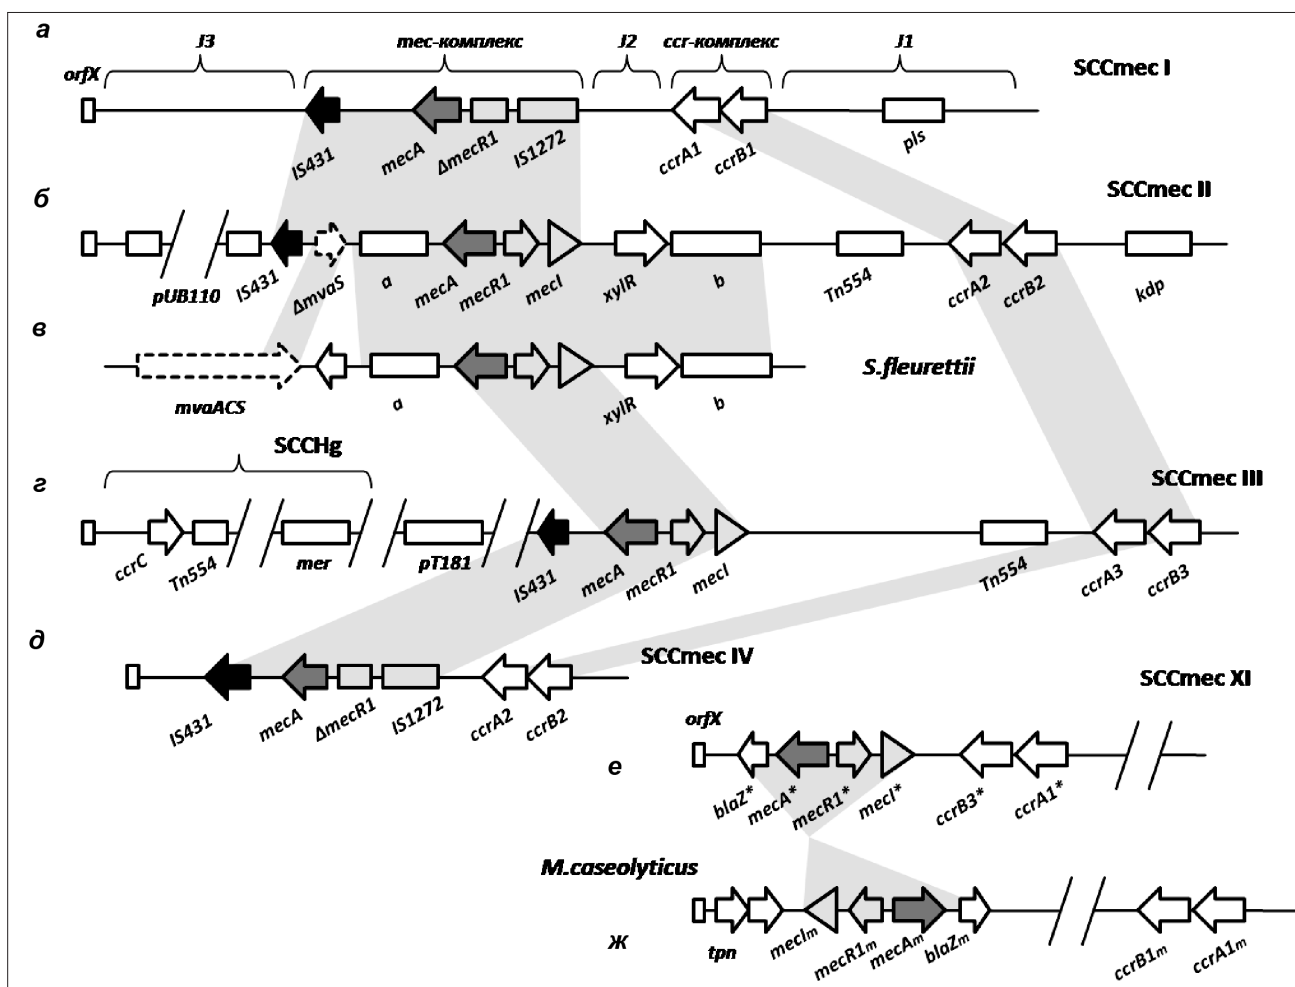 а
J3 mec-комплекс J2 ccr-комплекс J1
orfX
SCCmec I
IS431 mecA ΔmecR1 IS1272 ccrA1 ccrB1 pls
б
SCCmec II
pUB110 IS431 ΔmvaS a mecA mecR1 mecI xylR b Tn554 ccrA2 ccrB2 kdp
в
S.fleurettii
mvaACS a xylR b
SCCHg
г
SCCmec III
ccrC Tn554 mer pT181 IS431 mecA mecR1 mecI Tn554 ccrA3 ccrB3
д
SCCmec IV
IS431 mecA ΔmecR1 IS1272 ccrA2 ccrB2
SCCmec XI
orfX
е
blaZ* mecA* mecR1* mecI* ccrB3* ccrA1*
M.caseolyticus
ж
tpn mecIm mecR1m mecAm blaZm ccrB1m ccrA1m